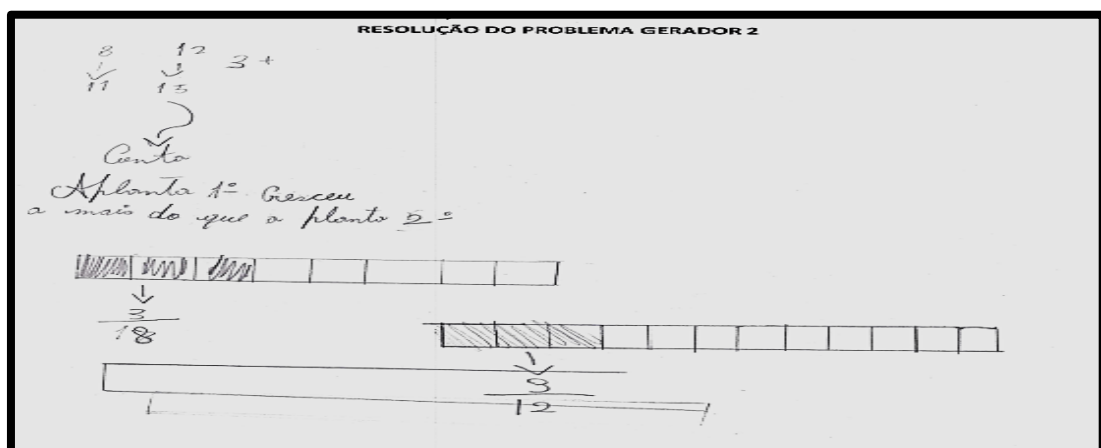 RESOLUÇÃO DO PROBLEMA GERADOR 2
8 12 3 +
11 15
Conta
A planta 1º Cresceu
a mais do que a planta 2º
3
18
3
12